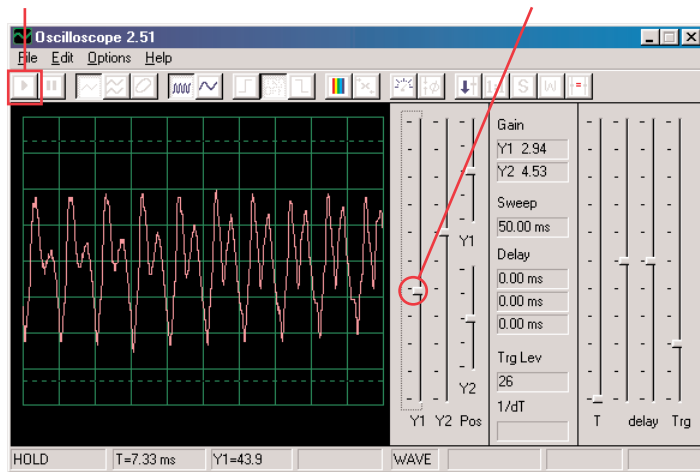 Oscilloscope 2.51
File Edit Options Help
Gain
Y1 2.94
Y2 4.53
Sweep
50.00 ms
Y1
Delay
0.00 ms
0.00 ms
0.00 ms
Trg Lev
26
Y2
1/dT
Y1 Y2 Pos
T delay Trg
HOLD T=7.33 ms Y1=43.9 WAVE